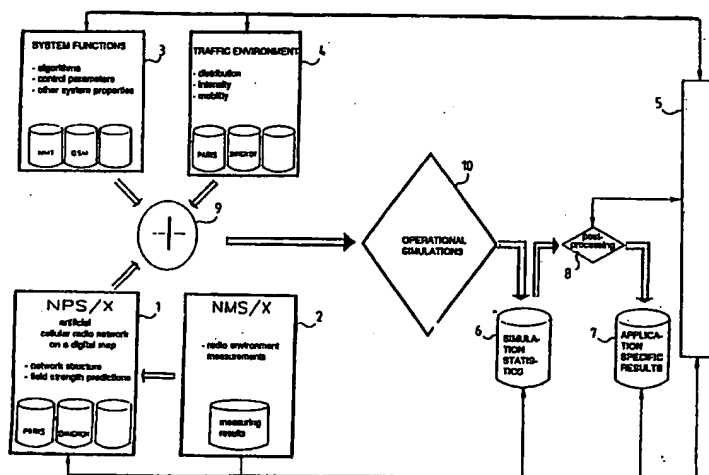 SYSTEM FUNCTIONS
- algorithms
- control parameters
- other system properties
NMT
GSM
3
TRAFFIC ENVIRONMENT
- distribution
- intensity
- mobility
PARIS
BANGKOK
4
5
9
10
OPERATIONAL
SIMULATIONS
post-
processing
8
NPS/X
artificial
cellular radio network
on a digital map
- network structure
- field strength predictions
PARIS
BANGKOK
1
NMS/X
- radio environment
measurements
measuring
results
2
6
SIMULA-
TION
STATIS-
TICS
7
APPLICA-
TION
SPECIFIC
RESULTS